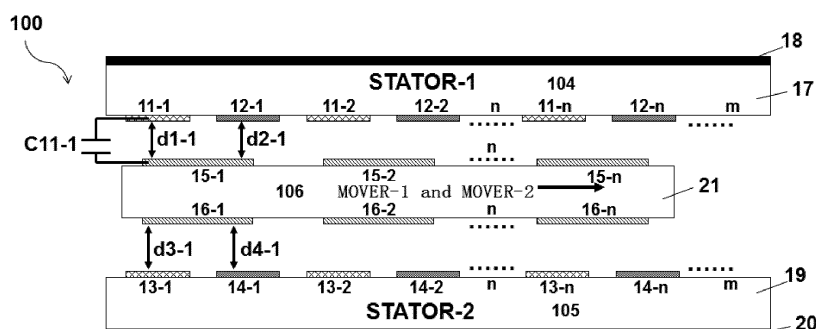 100
18
STATOR-1 104
17
11-1 12-1 11-2 12-2 n 11-n 12-n m
C11-1 d1-1 d2-1 n
15-1 15-2 15-n
106 MOVER-1 and MOVER-2
21
16-1 16-2 n 16-n
d3-1 d4-1
19
13-1 14-1 13-2 14-2 n 13-n 14-n m
STATOR-2 105
20